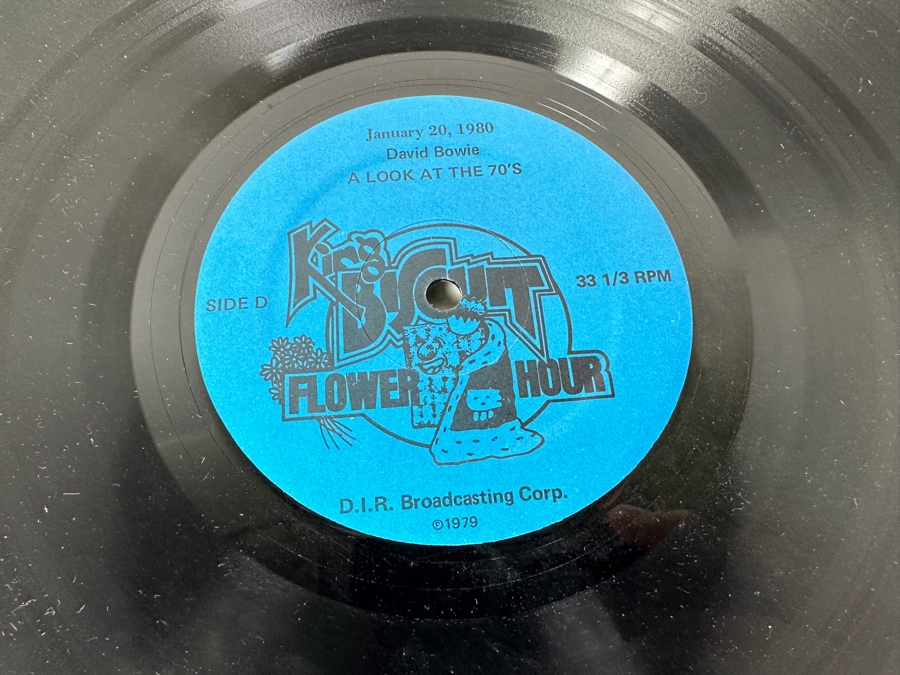 January 20, 1980
David Bowie
A LOOK AT THE 70'S
King
BISCUIT
FLOWER HOUR
SIDE D
33 1/3 RPM
D.I.R. Broadcasting Corp.
℗1979